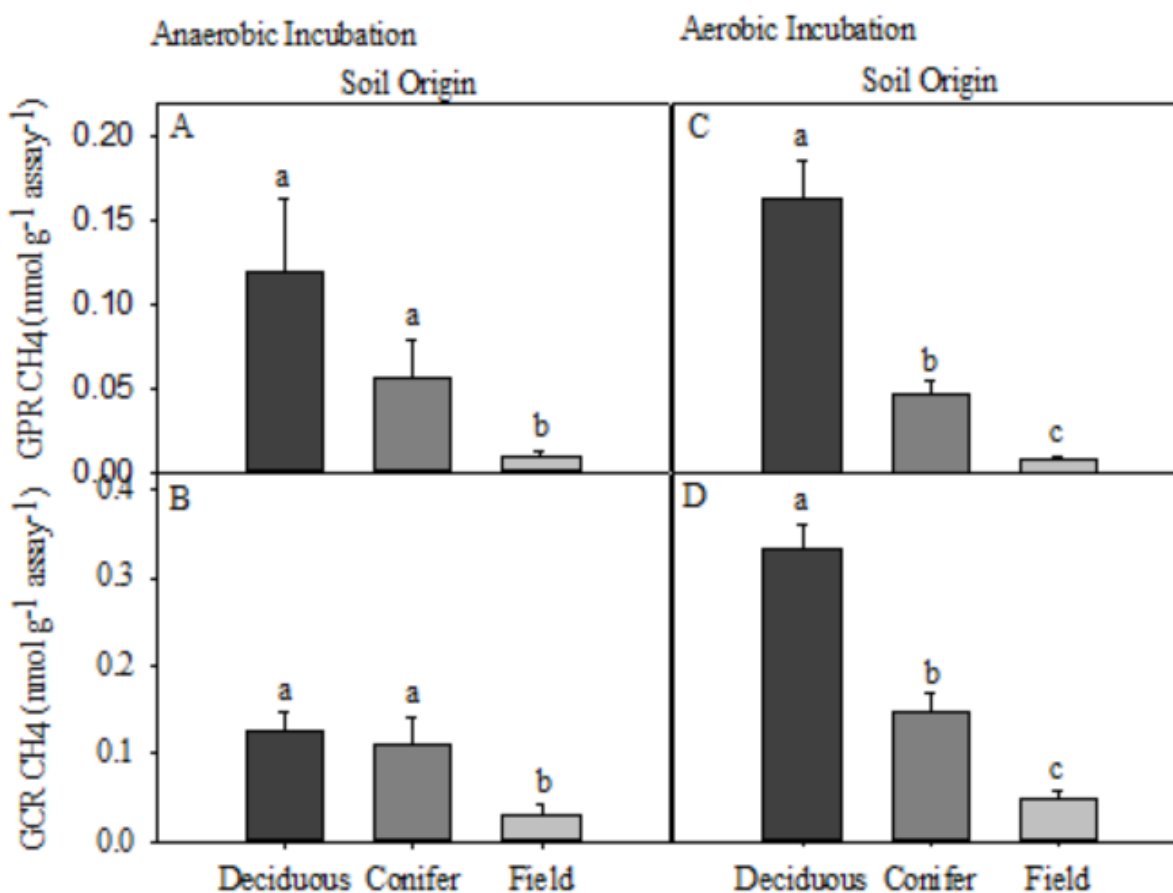 Anaerobic Incubation
Aerobic Incubation
Soil Origin
Soil Origin
GPR CH4 (nmol g-1 assay-1)
0.20
0.15
0.10
0.05
0.00
A
a
a
b
C
a
b
c
GCR CH4 (nmol g-1 assay-1)
0.4
0.3
0.2
0.1
0.0
B
a
a
b
D
a
b
c
Deciduous Conifer Field
Deciduous Conifer Field